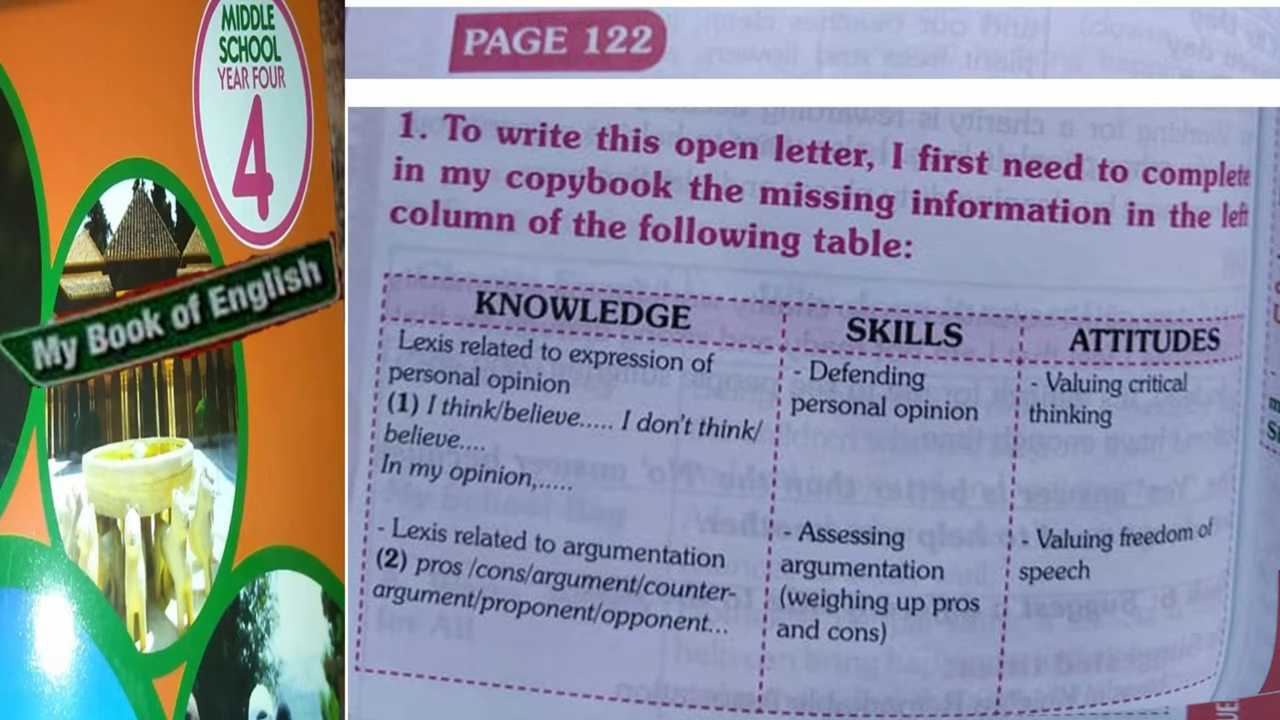 MIDDLE
SCHOOL
YEAR FOUR
4
My Book of English
PAGE 122
1. To write this open letter, I first need to complete
in my copybook the missing information in the left
column of the following table:
KNOWLEDGE
Lexis related to expression of
personal opinion
(1) I think/believe..... I don't think/
believe....
In my opinion,.....
- Lexis related to argumentation
(2) pros /cons/argument/counter-
argument/proponent/opponent...
SKILLS
- Defending
personal opinion
- Assessing
argumentation
(weighing up pros
and cons)
ATTITUDES
- Valuing critical
thinking
- Valuing freedom of
speech